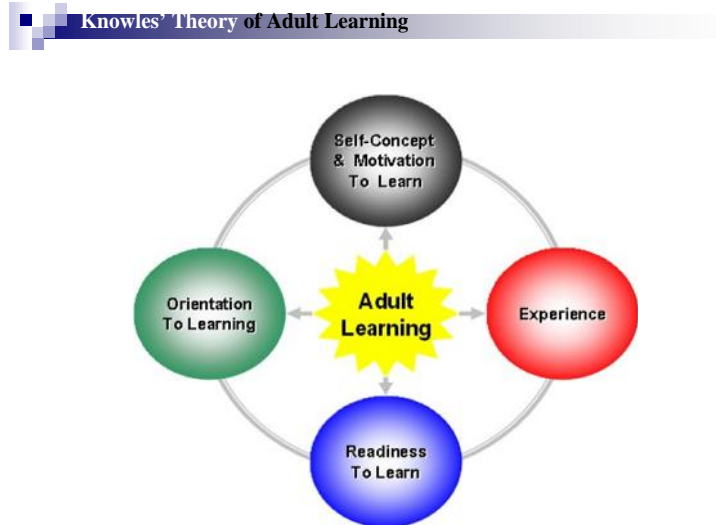 Knowles' Theory of Adult Learning
Self-Concept
& Motivation
To Learn
Orientation
To Learning
Adult
Learning
Experience
Readiness
To Learn